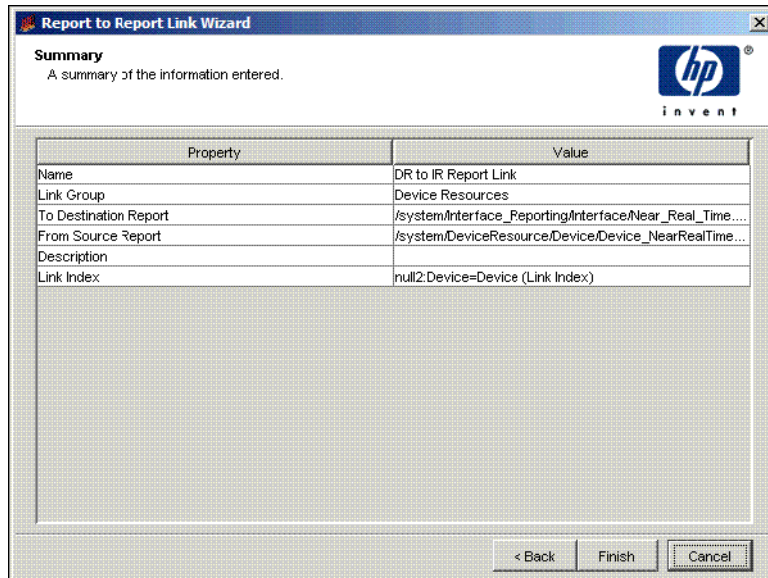 Report to Report Link Wizard
Summary
A summary of the information entered.
hp
®
invent
Property Value
Name DR to IR Report Link
Link Group Device Resources
To Destination Report /system/Interface_Reporting/Interface/Near_Real_Time....
From Source Report /system/DeviceResource/Device/Device_NearRealTime...
Description
Link Index null2:Device=Device (Link Index)
< Back Finish Cancel